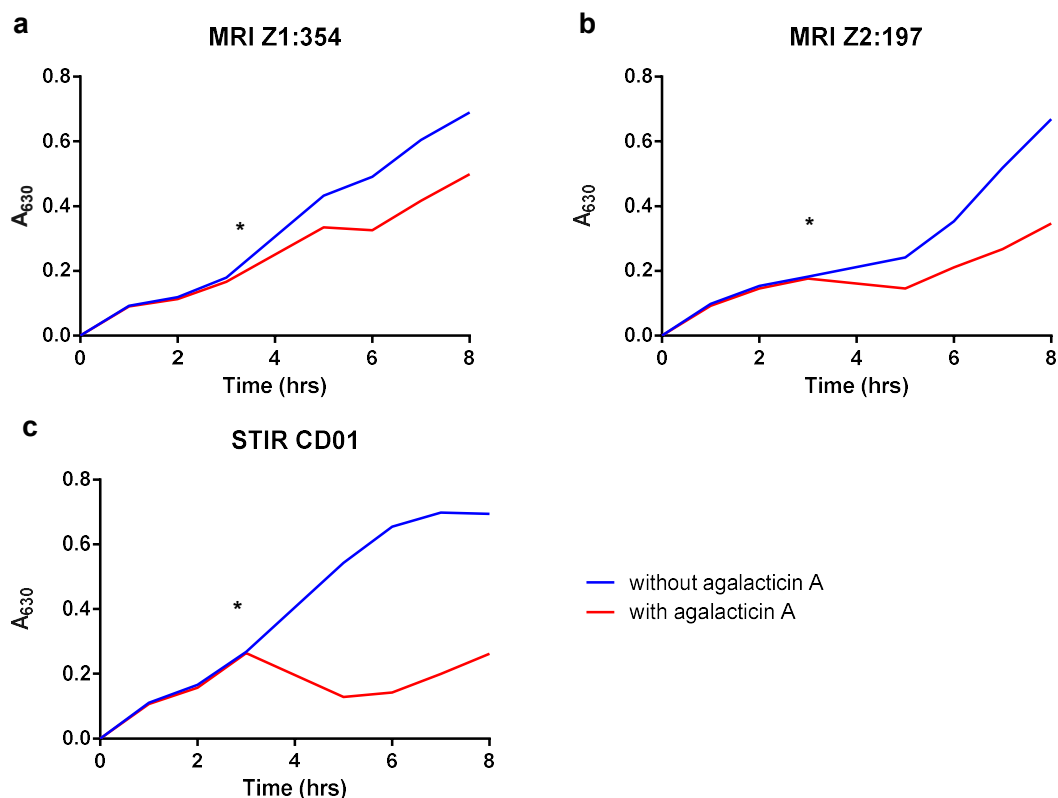 a
MRI Z1:354
0.8
0.6
0.4
0.2
0.0
A630
*
0 2 4 6 8
Time (hrs)
b
MRI Z2:197
0.8
0.6
0.4
0.2
0.0
A630
*
0 2 4 6 8
Time (hrs)
c
STIR CD01
0.8
0.6
0.4
0.2
0.0
A630
*
0 2 4 6 8
Time (hrs)
without agalacticin A
with agalacticin A